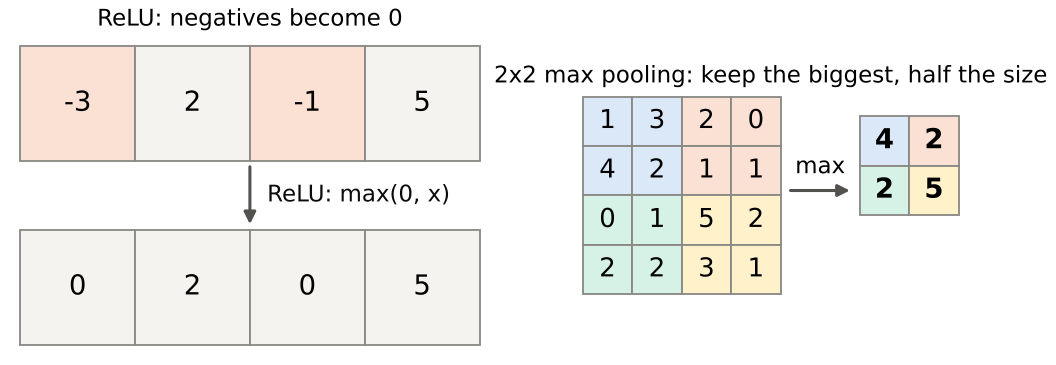 ReLU: negatives become 0
-3 2 -1 5
ReLU: max(0, x)
0 2 0 5
2x2 max pooling: keep the biggest, half the size
1 3 2 0
4 2 1 1
0 1 5 2
2 2 3 1
max
4 2
2 5